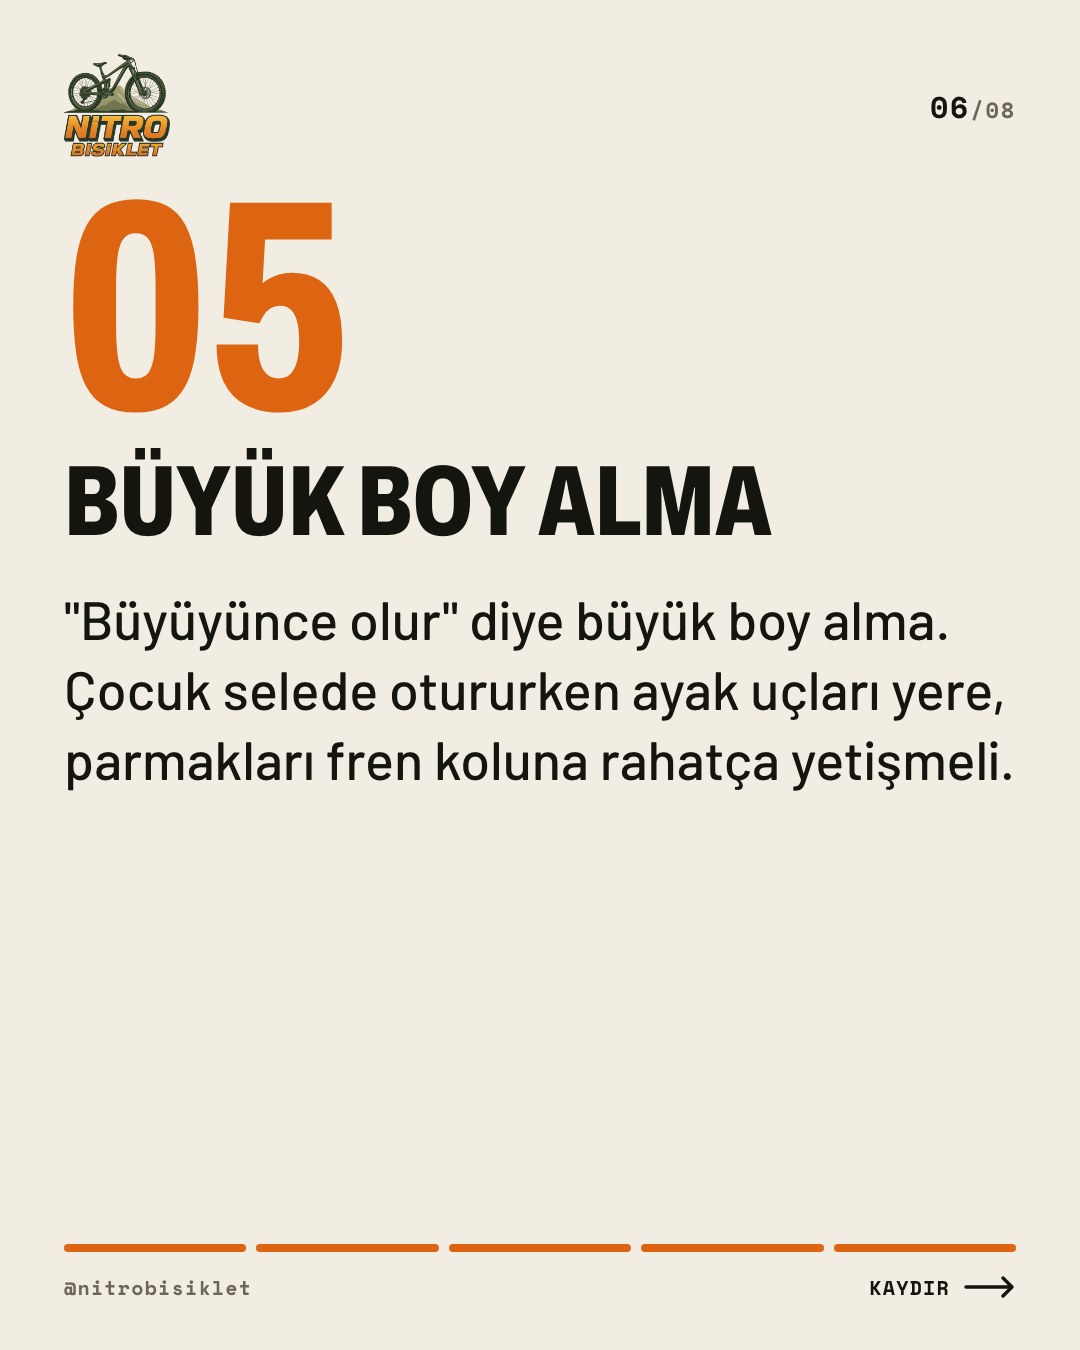 NiTRO
BISIKLET
06/08
05
BÜYÜK BOY ALMA
"Büyüyünce olur" diye büyük boy alma.
Çocuk selede otururken ayak uçları yere,
parmakları fren koluna rahatça yetişmeli.
@nitrobisiklet
KAYDIR